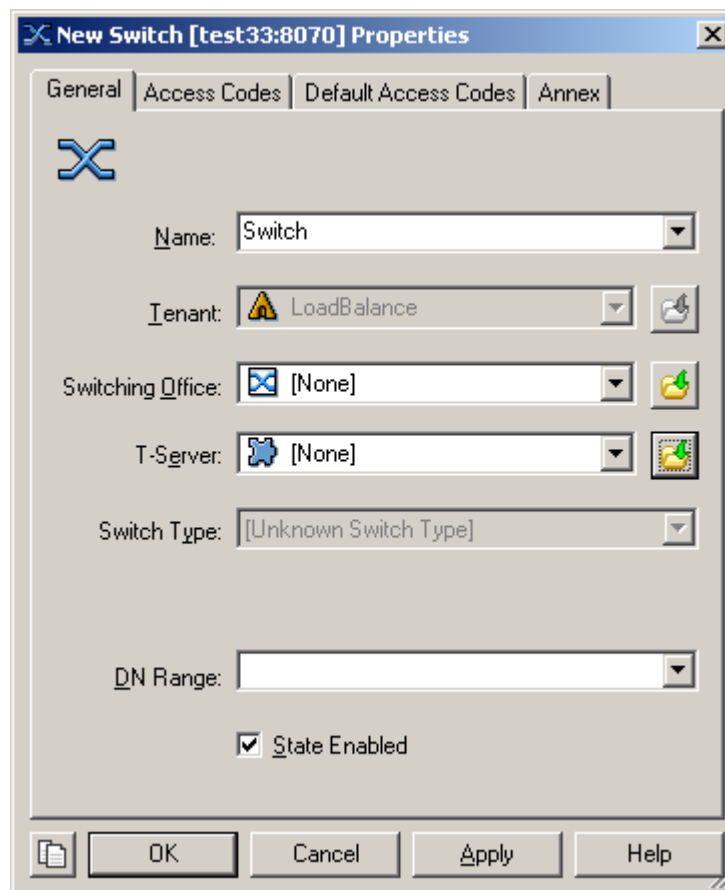 New Switch [test33:8070] Properties
General Access Codes Default Access Codes Annex
Name: Switch
Tenant: LoadBalance
Switching Office: [None]
T-Server: [None]
Switch Type: [Unknown Switch Type]
DN Range:
State Enabled
OK Cancel Apply Help